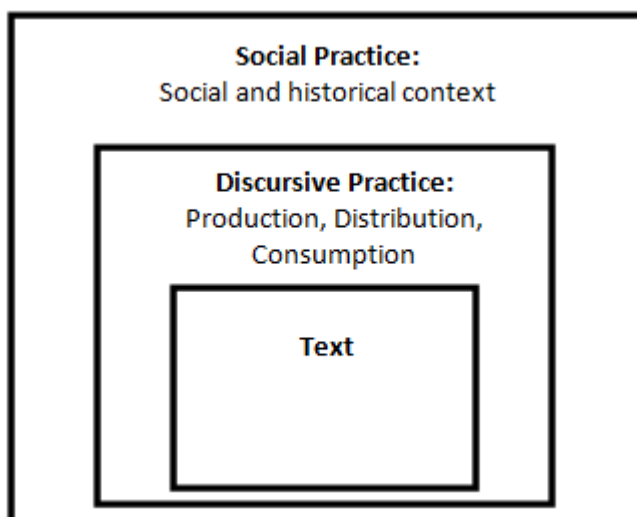 Social Practice:
Social and historical context
Discursive Practice:
Production, Distribution,
Consumption
Text